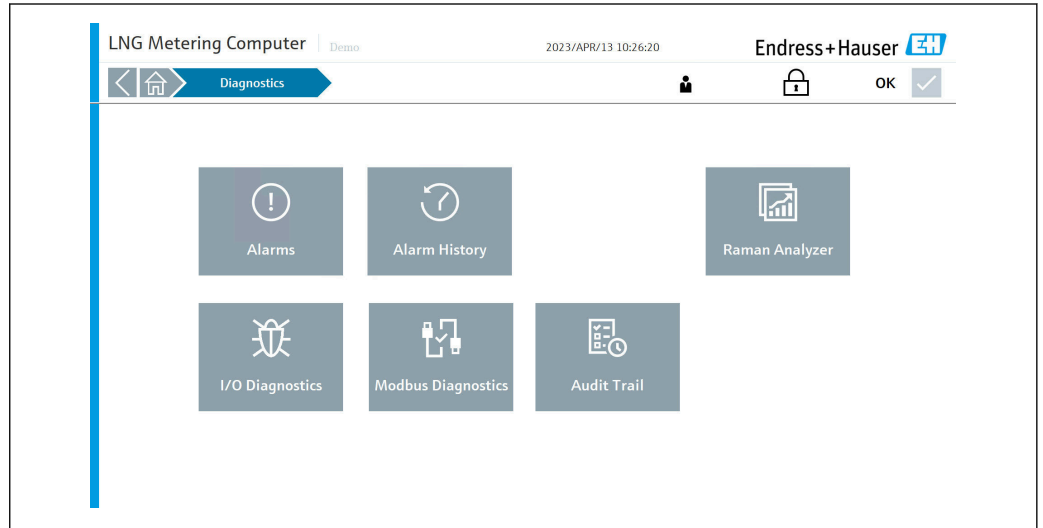 LNG Metering Computer Demo 2023/APR/13 10:26:20 Endress+Hauser EH
Diagnostics OK
Alarms Alarm History Raman Analyzer
I/O Diagnostics Modbus Diagnostics Audit Trail